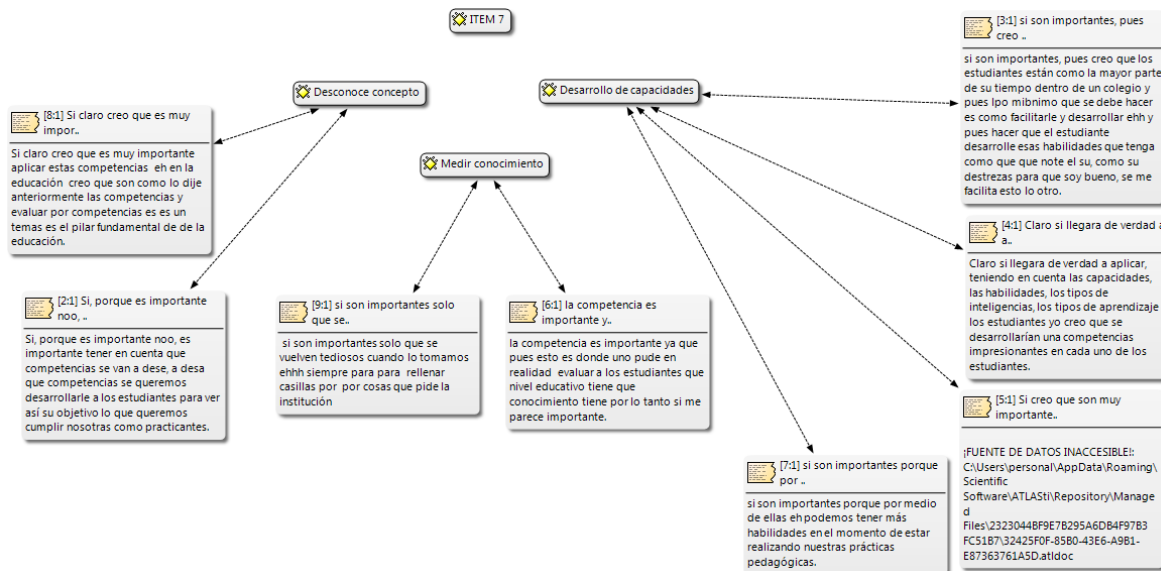 ITEM 7
Desconoce concepto
Desarrollo de capacidades
Medir conocimiento
[8:1] Si claro creo que es muy
impor..
Si claro creo que es muy importante
aplicar estas competencias eh en la
educación creo que son como lo dije
anteriormente las competencias y
evaluar por competencias es es un
temas es el pilar fundamental de de la
educación.
[2:1] Si, porque es importante
noo, ..
Si, porque es importante noo, es
importante tener en cuenta que
competencias se van a dese, a desa
que competencias se queremos
desarrollarle a los estudiantes para ver
así su objetivo lo que queremos
cumplir nosotras como practicantes.
[9:1] si son importantes solo
que se..
si son importantes solo que se
vuelven tediosos cuando lo tomamos
ehhh siempre para para rellenar
casillas por por cosas que pide la
institución
[6:1] la competencia es
importante y..
la competencia es importante ya que
pues esto es donde uno pude en
realidad evaluar a los estudiantes que
nivel educativo tiene que
conocimiento tiene por lo tanto si me
parece importante.
[7:1] si son importantes porque
por ..
si son importantes porque por medio
de ellas eh podemos tener más
habilidades en el momento de estar
realizando nuestras prácticas
pedagógicas.
[3:1] si son importantes, pues
creo ..
si son importantes, pues creo que los
estudiantes están como la mayor parte
de su tiempo dentro de un colegio y
pues lpo mibnimo que se debe hacer
es como facilitarle y desarrollar ehh y
pues hacer que el estudiante
desarrolle esas habilidades que tenga
como que que note el su, como su
destrezas para que soy bueno, se me
facilita esto lo otro.
[4:1] Claro si llegara de verdad a
a..
Claro si llegara de verdad a aplicar,
teniendo en cuenta las capacidades,
las habilidades, los tipos de
inteligencias, los tipos de aprendizaje
los estudiantes yo creo que se
desarrollarían una competencias
impresionantes en cada uno de los
estudiantes.
[5:1] Si creo que son muy
importante..
¡FUENTE DE DATOS INACCESIBLE!:
C:\Users\personal\AppData\Roaming\
Scientific
Software\ATLASti\Repository\Manage
d
Files\2323044BF9E7B295A6DB4F97B3
FC51B7\32425F0F-85B0-43E6-A9B1-
E87363761A5D.atldoc